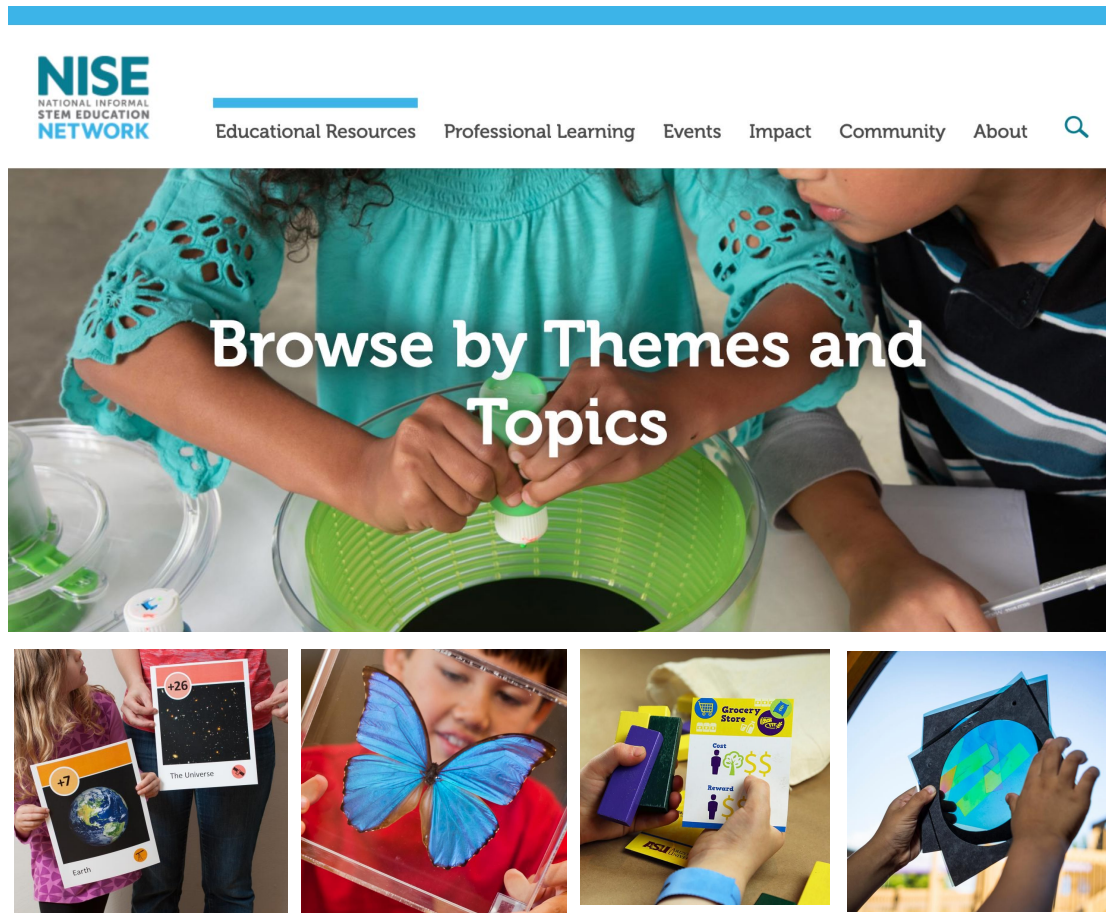 NISE
NATIONAL INFORMAL
STEM EDUCATION
NETWORK
Educational Resources
Professional Learning
Events
Impact
Community
About
Browse by Themes and
Topics
+26
The Universe
+7
Earth
Grocery
Store
Cost
$$
Reward
$
ASU